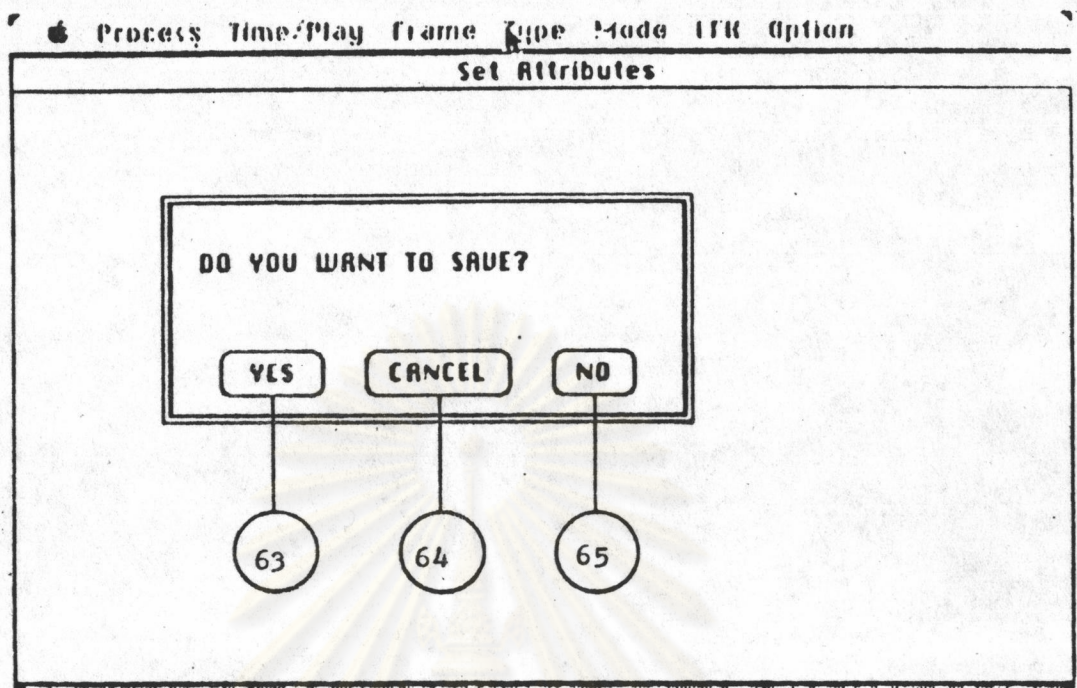 Process Time/Play Frame Type Mode ITR Option
Set Attributes
DO YOU WANT TO SAVE?
YES CANCEL NO
63 64 65